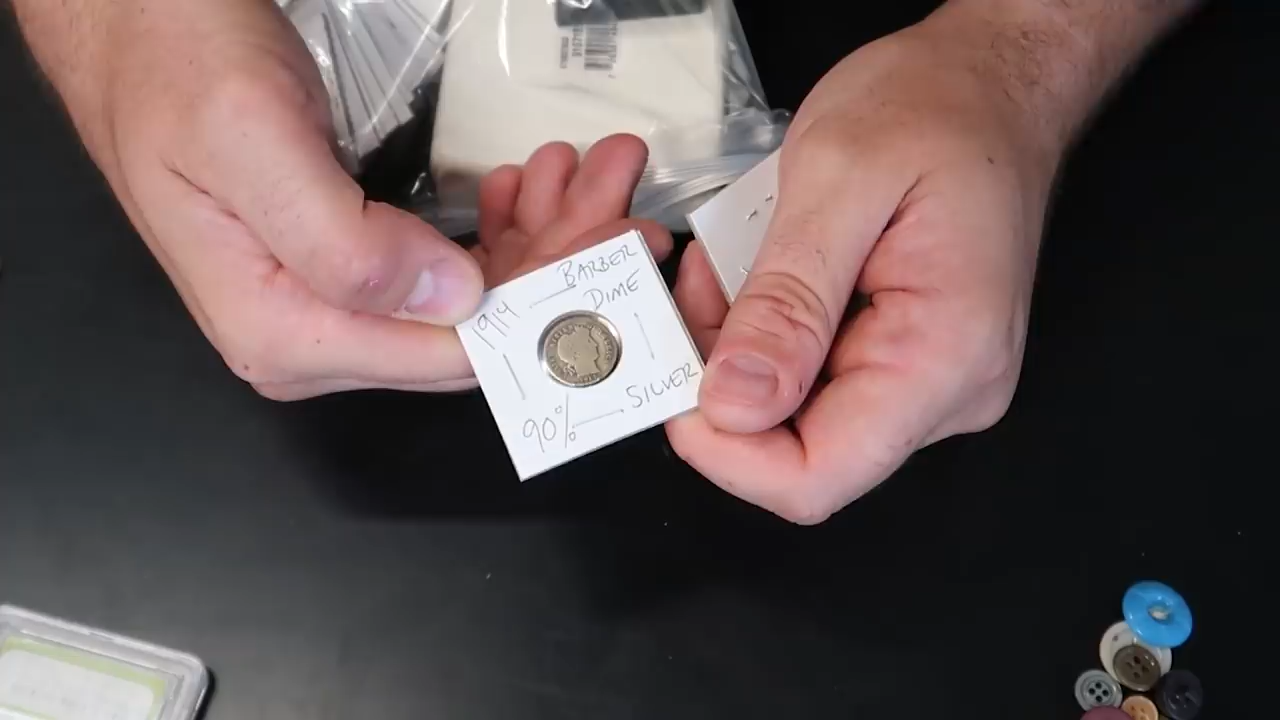 1914 — BARBER
DIME
90% — SILVER